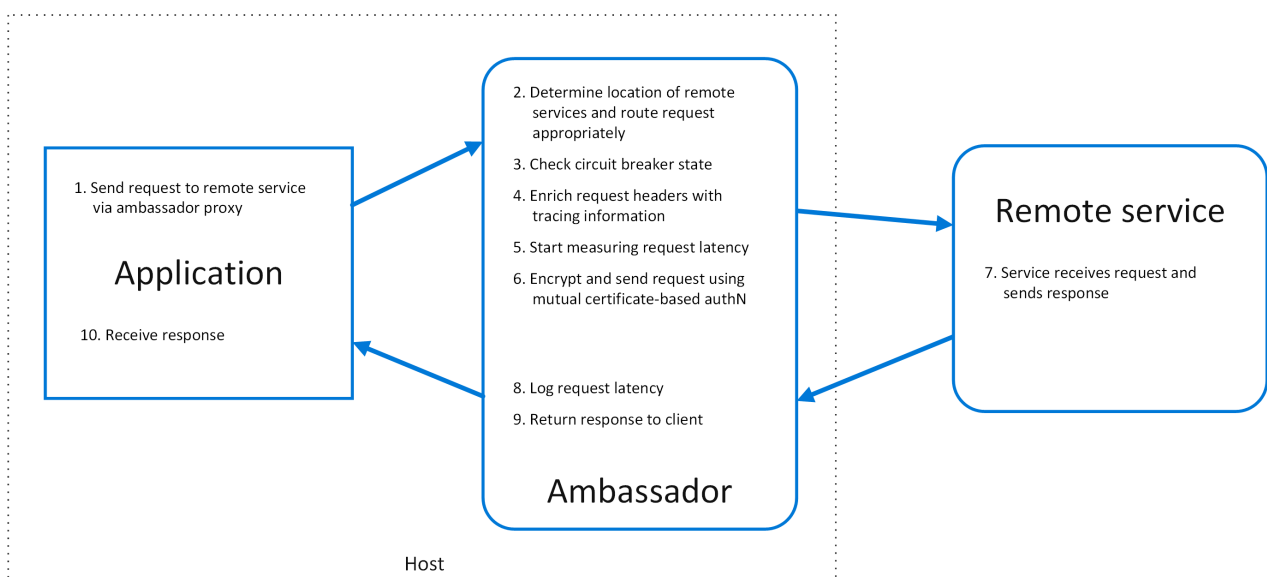 1. Send request to remote service
via ambassador proxy
Application
10. Receive response
2. Determine location of remote
services and route request
appropriately
3. Check circuit breaker state
4. Enrich request headers with
tracing information
5. Start measuring request latency
6. Encrypt and send request using
mutual certificate-based authN
8. Log request latency
9. Return response to client
Ambassador
Remote service
7. Service receives request and
sends response
Host